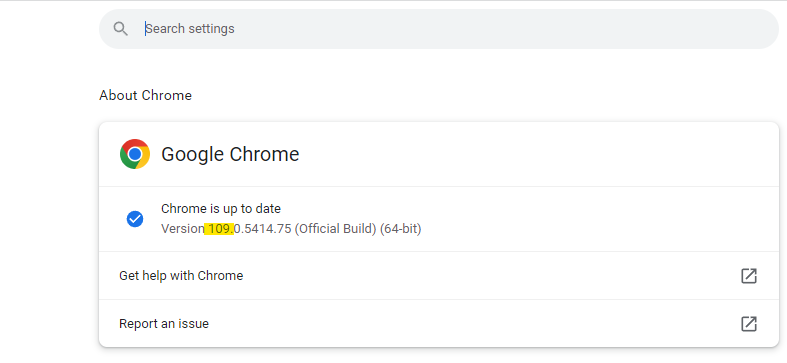 Search settings
About Chrome
Google Chrome
Chrome is up to date
Version 109.0.5414.75 (Official Build) (64-bit)
Get help with Chrome
Report an issue